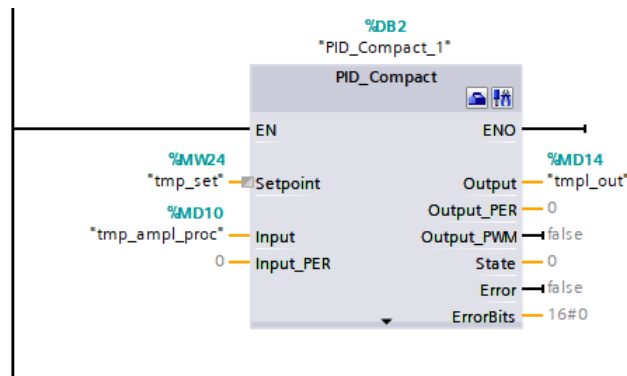 %DB2
"PID_Compact_1"
PID_Compact
EN ENO
%MW24 %MD14
"tmp_set" Setpoint Output "tmpl_out"
%MD10 Output_PER 0
"tmp_ampl_proc" Input Output_PWM false
0 Input_PER State 0
Error false
ErrorBits 16#0